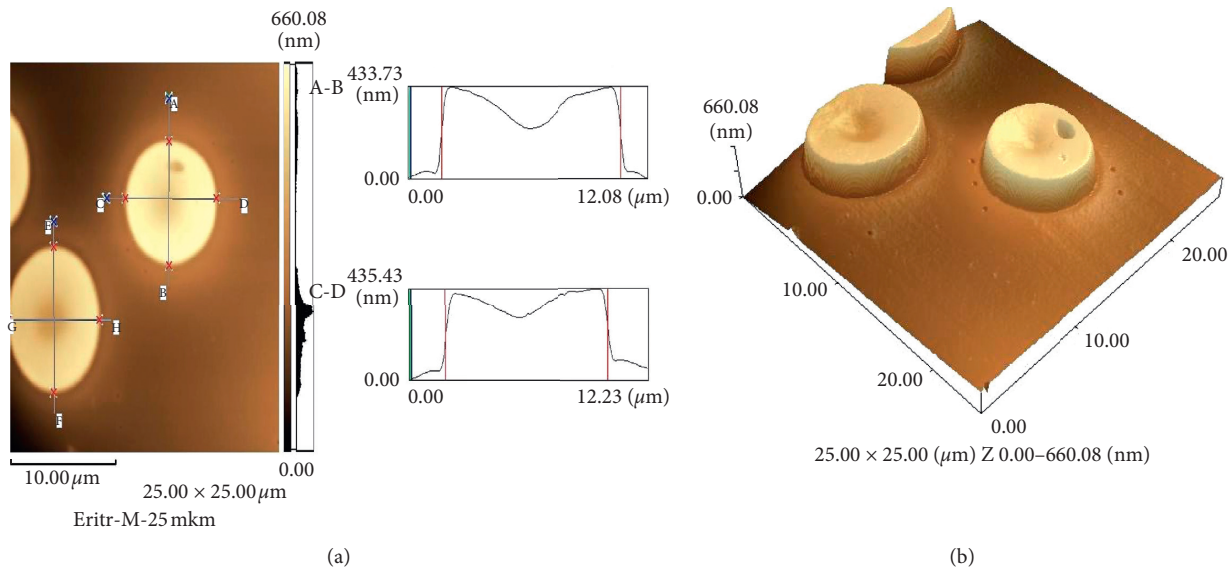 660.08
(nm)
A
B
C
D
E
F
G
H
0.00
10.00 μm
25.00 × 25.00 μm
Eritr-M-25 mkm
A-B
433.73
(nm)
0.00
0.00
12.08 (μm)
C-D
435.43
(nm)
0.00
0.00
12.23 (μm)
(a)
660.08
(nm)
0.00
10.00
20.00
0.00
10.00
20.00
25.00 × 25.00 (μm) Z 0.00–660.08 (nm)
(b)